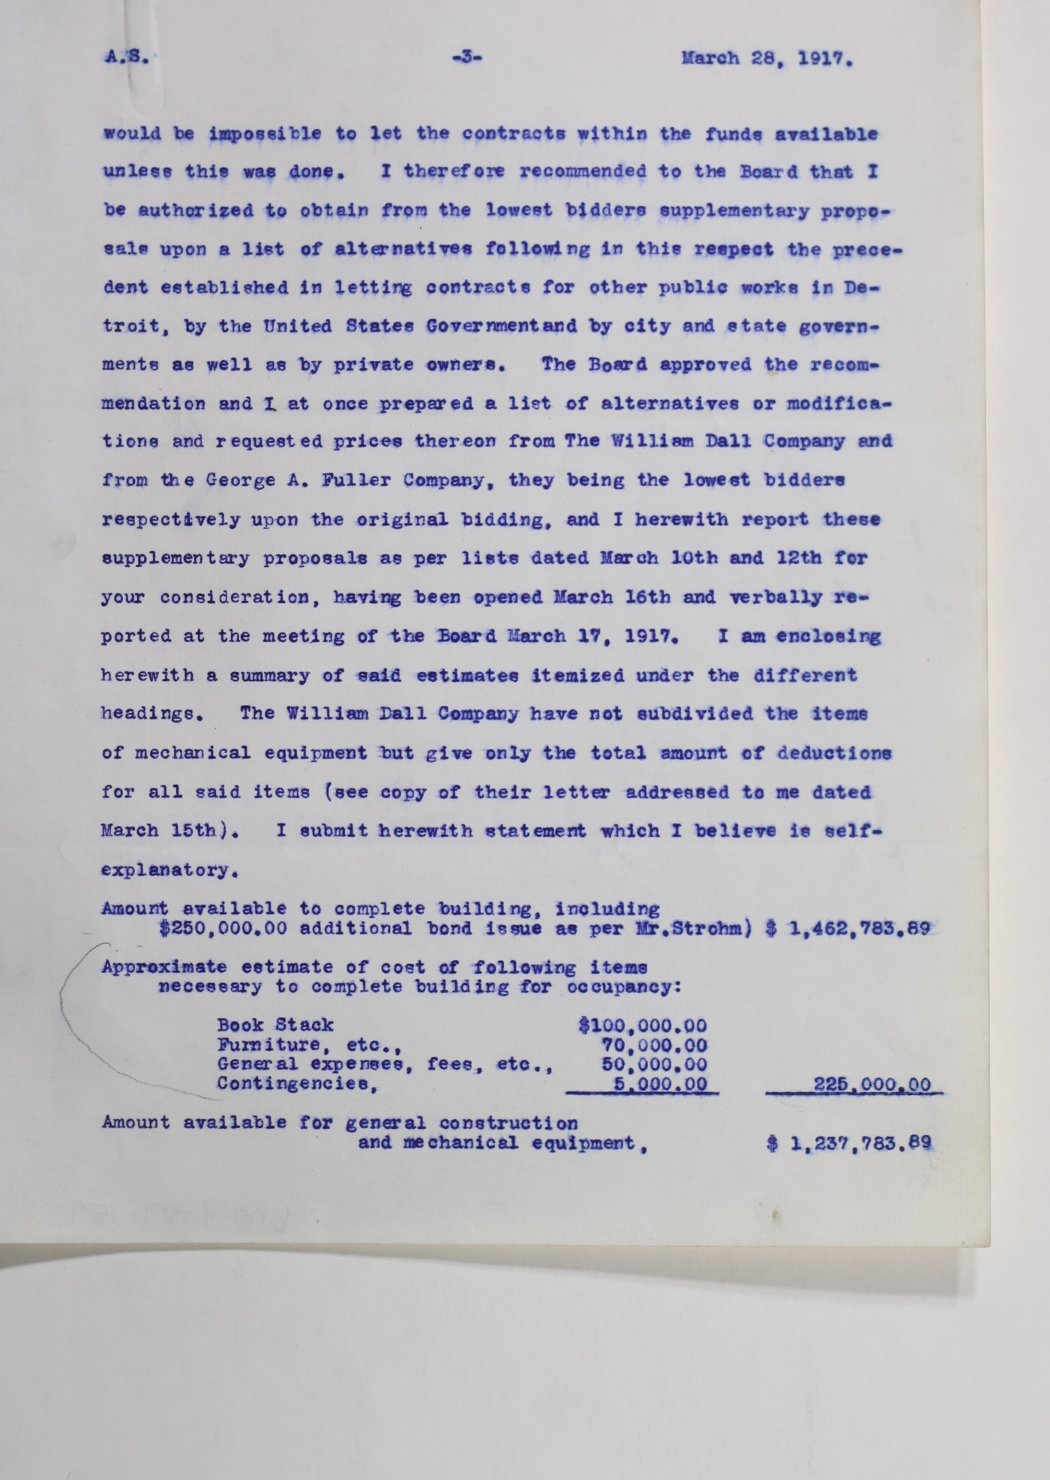 A.S. -3- March 28, 1917.
would be impossible to let the contracts within the funds available
unless this was done. I therefore recommended to the Board that I
be authorized to obtain from the lowest bidders supplementary propo-
sals upon a list of alternatives following in this respect the prece-
dent established in letting contracts for other public works in De-
troit, by the United States Governmentand by city and state govern-
ments as well as by private owners. The Board approved the recom-
mendation and I at once prepared a list of alternatives or modifica-
tions and requested prices thereon from The William Dall Company and
from the George A. Fuller Company, they being the lowest bidders
respectively upon the original bidding, and I herewith report these
supplementary proposals as per lists dated March 10th and 12th for
your consideration, having been opened March 16th and verbally re-
ported at the meeting of the Board March 17, 1917. I am enclosing
herewith a summary of said estimates itemized under the different
headings. The William Dall Company have not subdivided the items
of mechanical equipment but give only the total amount of deductions
for all said items (see copy of their letter addressed to me dated
March 15th). I submit herewith statement which I believe is self-
explanatory.
Amount available to complete building, including
$250,000.00 additional bond issue as per Mr.Strohm) $ 1,462,783.89
Approximate estimate of cost of following items
necessary to complete building for occupancy:
Book Stack $100,000.00
Furniture, etc., 70,000.00
General expenses, fees, etc., 50,000.00
Contingencies, 5,000.00 225,000.00
Amount available for general construction
and mechanical equipment, $ 1,237,783.89